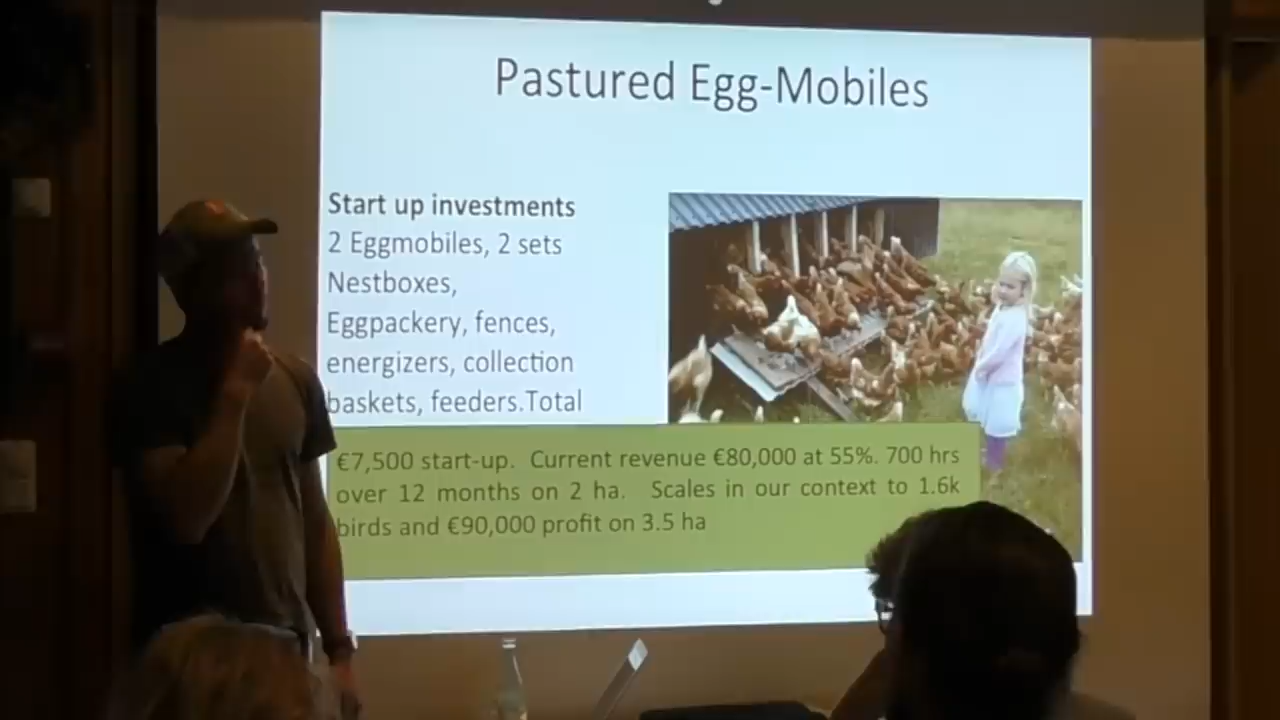 Pastured Egg-Mobiles
Start up investments
2 Eggmobiles, 2 sets
Nestboxes,
Eggpackery, fences,
energizers, collection
baskets, feeders.Total
€7,500 start-up. Current revenue €80,000 at 55%. 700 hrs
over 12 months on 2 ha. Scales in our context to 1.6k
birds and €90,000 profit on 3.5 ha